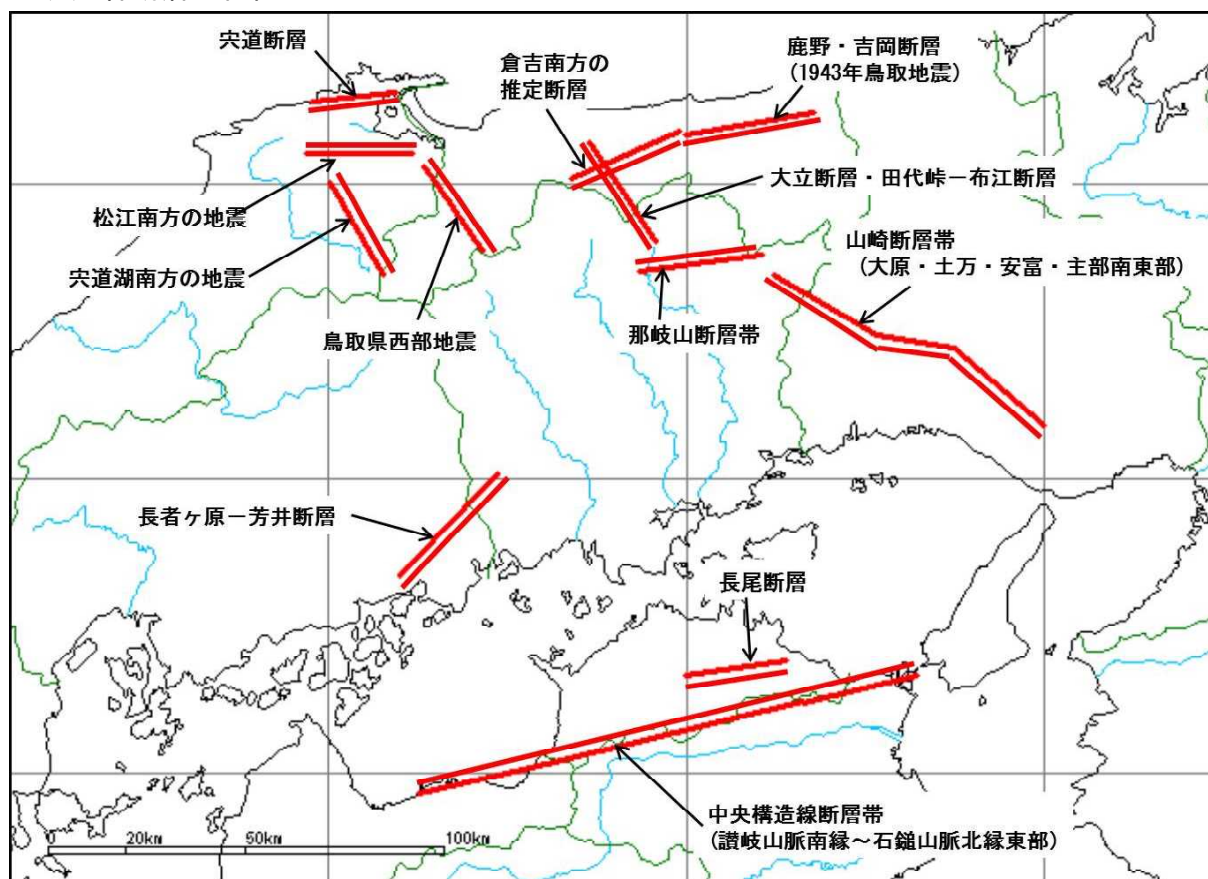 宍道断層
倉吉南方の
推定断層
鹿野・吉岡断層
(1943年鳥取地震)
大立断層・田代峠－布江断層
松江南方の地震
山崎断層帯
(大原・土万・安富・主部南東部)
宍道湖南方の地震
鳥取県西部地震
那岐山断層帯
長者ヶ原－芳井断層
長尾断層
中央構造線断層帯
(讃岐山脈南縁～石鎚山脈北縁東部)
0 20km 50km 100km